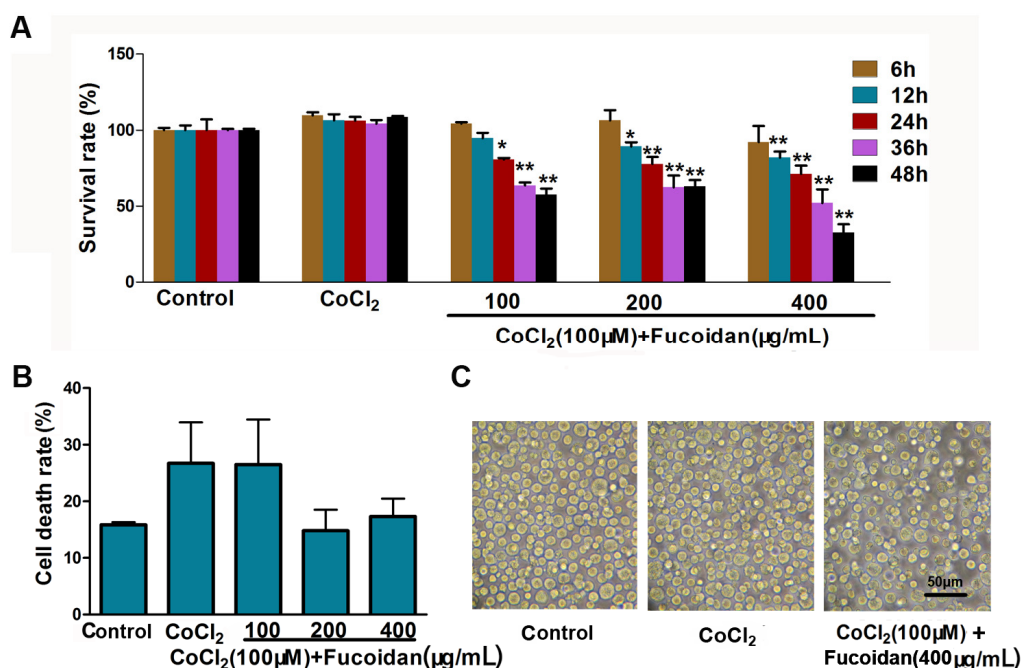 A
150
100
50
0
Survival rate (%)
6h
12h
24h
36h
48h
* ** **
* ** ** **
** ** ** **
Control CoCl₂ 100 200 400
CoCl₂(100μM)+Fucoidan(μg/mL)
B
40
30
20
10
0
Cell death rate (%)
Control CoCl₂ 100 200 400
CoCl₂(100μM)+Fucoidan(μg/mL)
C
50μm
Control
CoCl₂
CoCl₂(100μM) +
Fucoidan(400μg/mL)